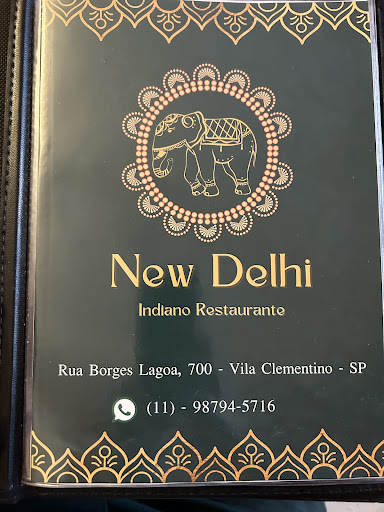 New Delhi
Indiano Restaurante
Rua Borges Lagoa, 700 - Vila Clementino - SP
(11) - 98794-5716